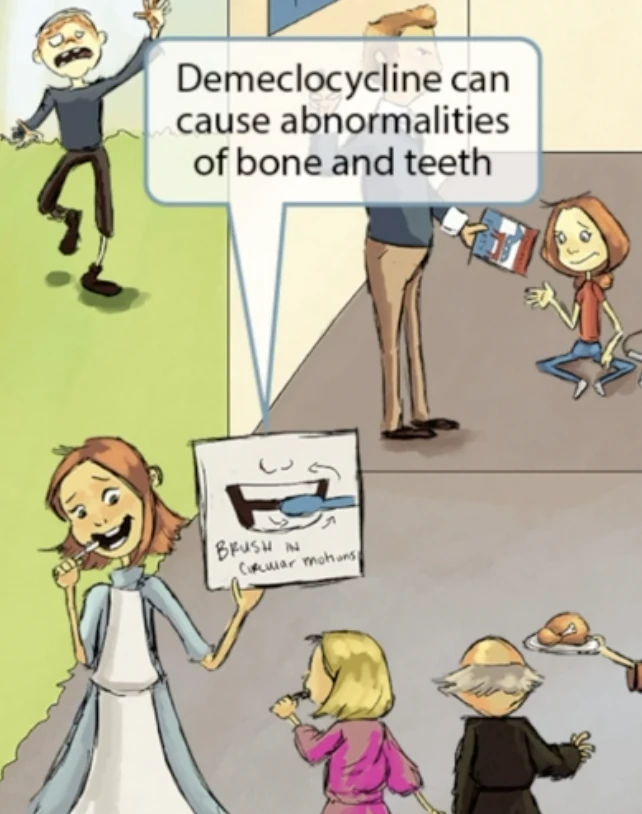 Demeclocycline can
cause abnormalities
of bone and teeth
BRUSH IN
Circular motions